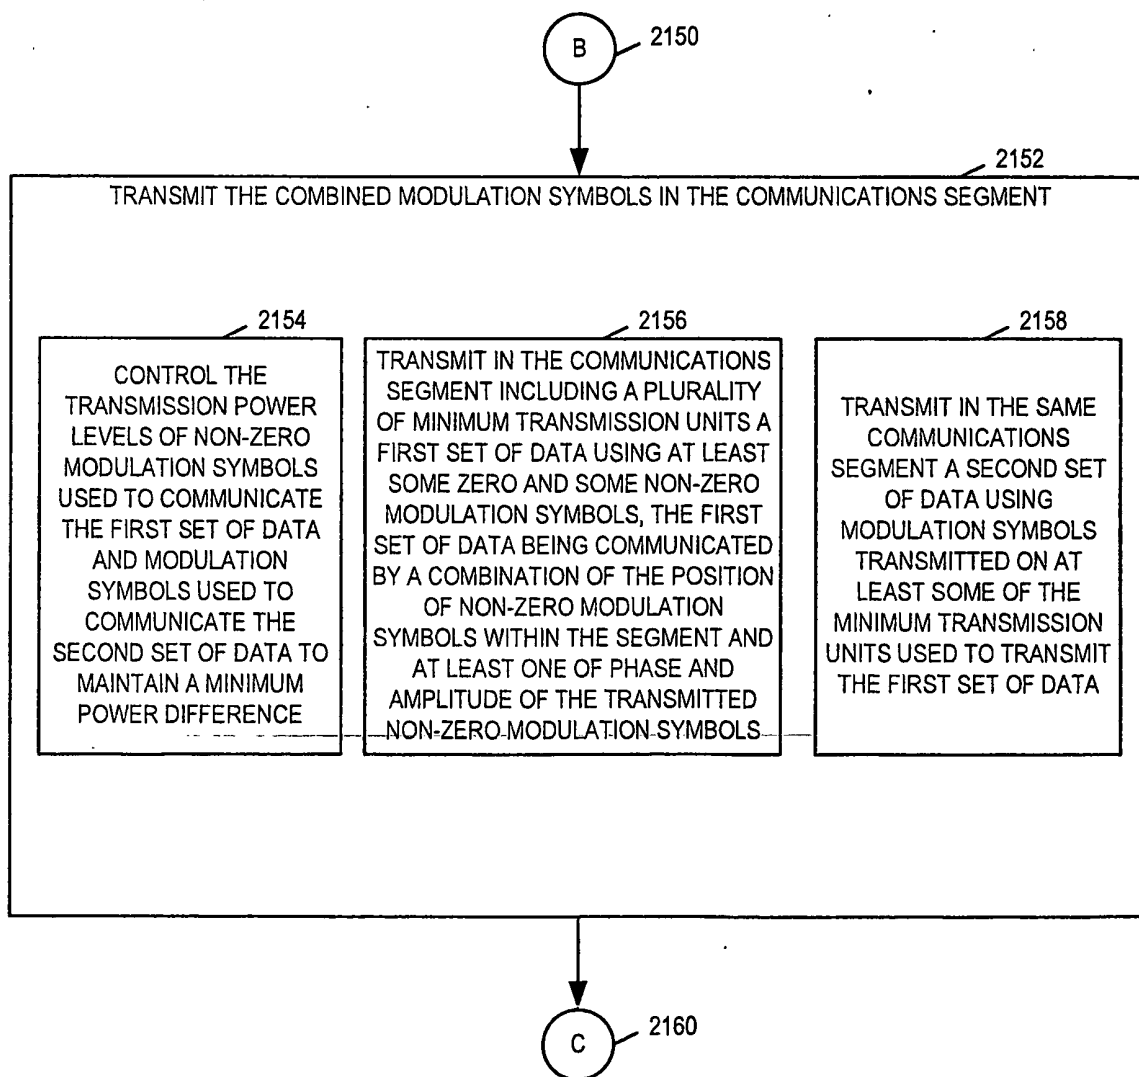 B
2150
2152
TRANSMIT THE COMBINED MODULATION SYMBOLS IN THE COMMUNICATIONS SEGMENT
2154
CONTROL THE
TRANSMISSION POWER
LEVELS OF NON-ZERO
MODULATION SYMBOLS
USED TO COMMUNICATE
THE FIRST SET OF DATA
AND MODULATION
SYMBOLS USED TO
COMMUNICATE THE
SECOND SET OF DATA TO
MAINTAIN A MINIMUM
POWER DIFFERENCE
2156
TRANSMIT IN THE COMMUNICATIONS
SEGMENT INCLUDING A PLURALITY
OF MINIMUM TRANSMISSION UNITS A
FIRST SET OF DATA USING AT LEAST
SOME ZERO AND SOME NON-ZERO
MODULATION SYMBOLS, THE FIRST
SET OF DATA BEING COMMUNICATED
BY A COMBINATION OF THE POSITION
OF NON-ZERO MODULATION
SYMBOLS WITHIN THE SEGMENT AND
AT LEAST ONE OF PHASE AND
AMPLITUDE OF THE TRANSMITTED
NON-ZERO MODULATION SYMBOLS
2158
TRANSMIT IN THE SAME
COMMUNICATIONS
SEGMENT A SECOND SET
OF DATA USING
MODULATION SYMBOLS
TRANSMITTED ON AT
LEAST SOME OF THE
MINIMUM TRANSMISSION
UNITS USED TO TRANSMIT
THE FIRST SET OF DATA
C
2160